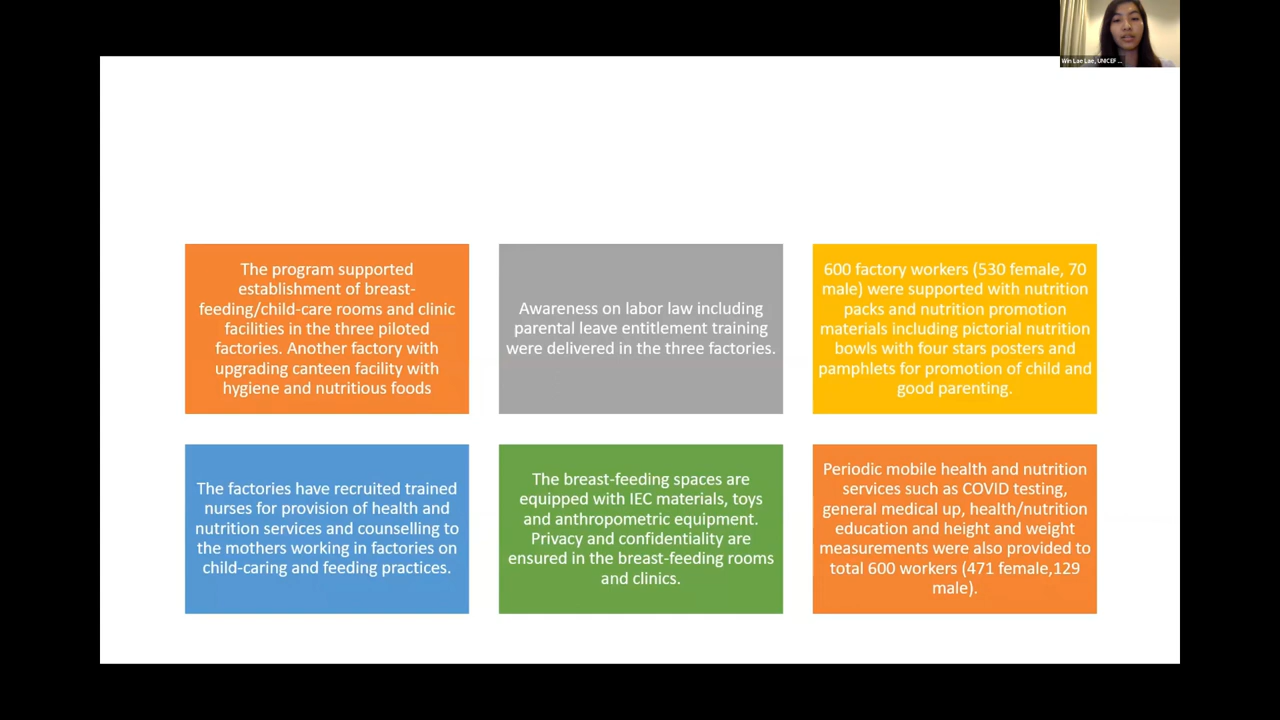 Win Lae Lae, UNICEF ...
The program supported
establishment of breast-
feeding/child-care rooms and clinic
facilities in the three piloted
factories. Another factory with
upgrading canteen facility with
hygiene and nutritious foods
Awareness on labor law including
parental leave entitlement training
were delivered in the three factories.
600 factory workers (530 female, 70
male) were supported with nutrition
packs and nutrition promotion
materials including pictorial nutrition
bowls with four stars posters and
pamphlets for promotion of child and
good parenting.
The factories have recruited trained
nurses for provision of health and
nutrition services and counselling to
the mothers working in factories on
child-caring and feeding practices.
The breast-feeding spaces are
equipped with IEC materials, toys
and anthropometric equipment.
Privacy and confidentiality are
ensured in the breast-feeding rooms
and clinics.
Periodic mobile health and nutrition
services such as COVID testing,
general medical up, health/nutrition
education and height and weight
measurements were also provided to
total 600 workers (471 female,129
male).